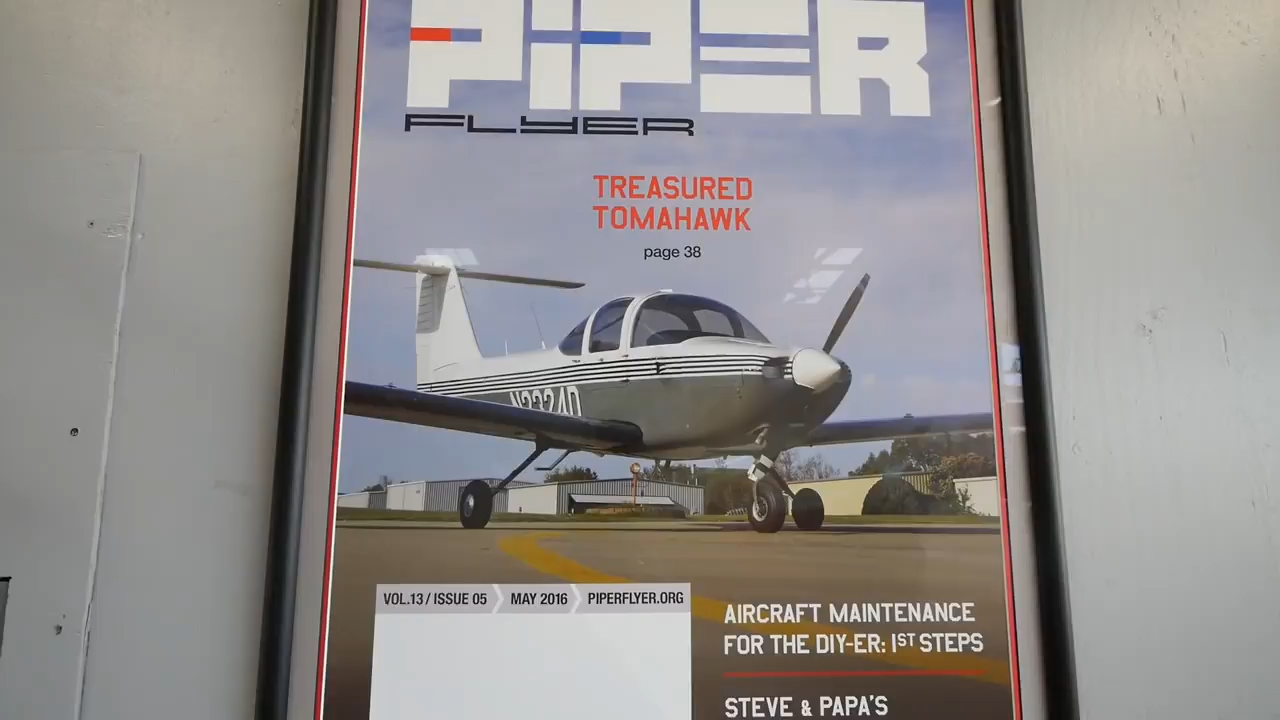 PIPER
FLYER
TREASURED
TOMAHAWK
page 38
N2324D
VOL.13 / ISSUE 05 MAY 2016 PIPERFLYER.ORG
AIRCRAFT MAINTENANCE
FOR THE DIY-ER: 1ST STEPS
STEVE & PAPA'S